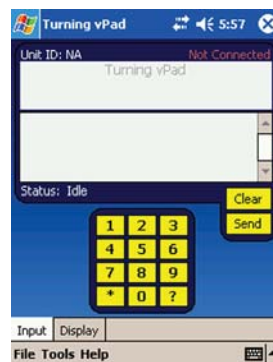 Turning vPad 5:57
Unit ID: NA Not Connected
Turning vPad
Status: Idle
Clear
Send
1 2 3
4 5 6
7 8 9
* 0 ?
Input Display
File Tools Help